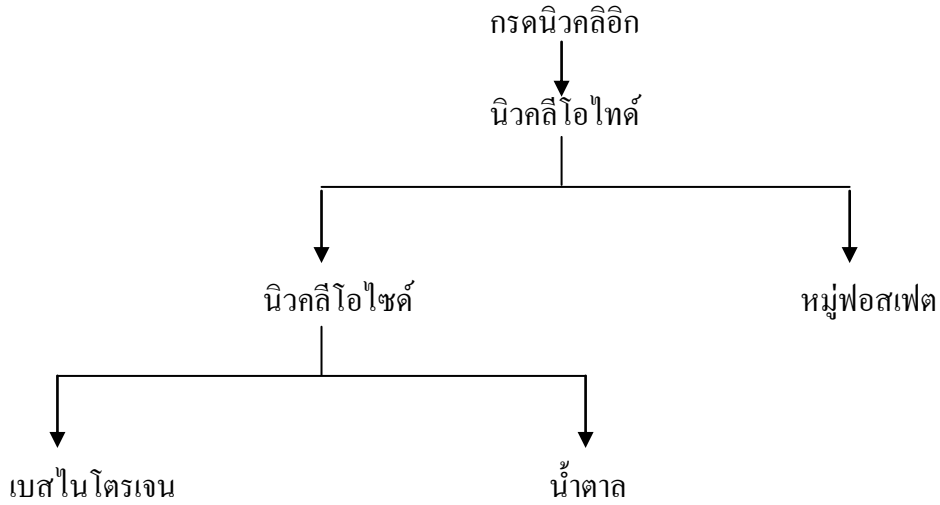 กรดนิวคลิอิก
นิวคลีโอไทด์
นิวคลีโอไซด์
หมู่ฟอสเฟต
เบสไนโตรเจน
น้ำตาล